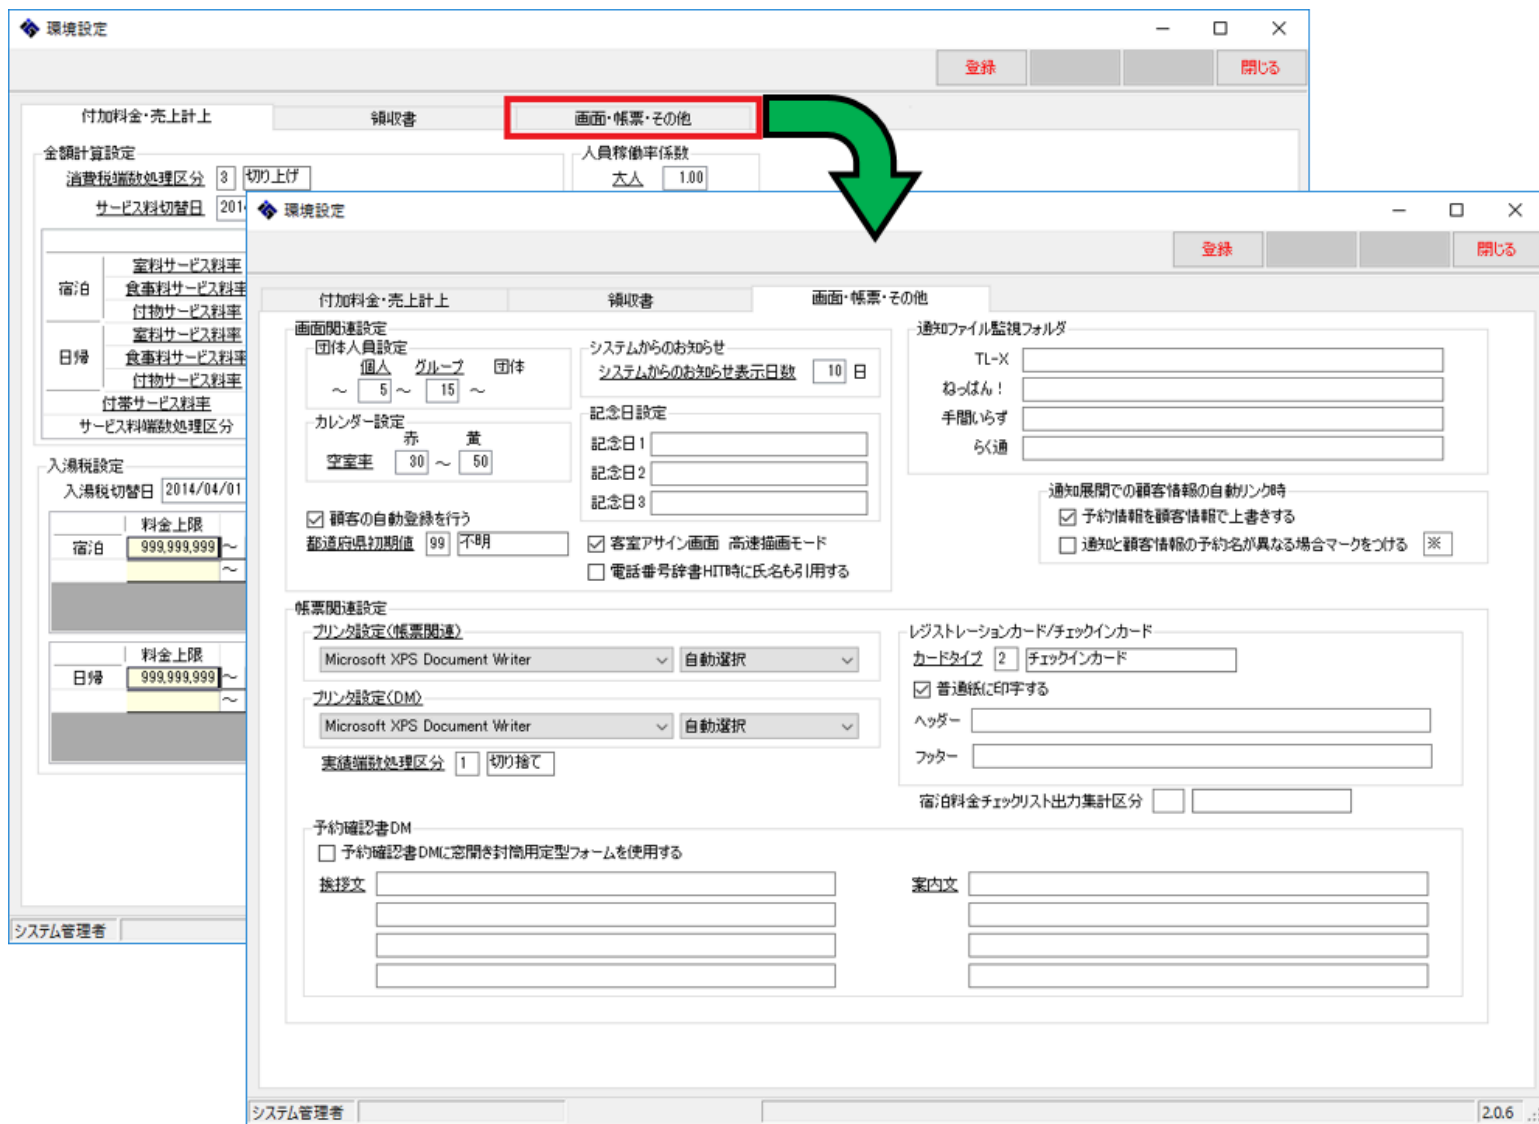 環境設定
登録 閉じる
付加料金・売上計上 領収書 画面・帳票・その他
金額計算設定
消費税端数処理区分 3 切り上げ
サービス料切替日 2014
人員稼働率係数
大人 1.00
宿泊 室料サービス料率
食事料サービス料率
付物サービス料率
日帰 室料サービス料率
食事料サービス料率
付物サービス料率
付帯サービス料率
サービス料端数処理区分
入湯税設定
入湯税切替日 2014/04/01
料金上限
宿泊 999,999,999 ～
～
料金上限
日帰 999,999,999 ～
～
システム管理者
環境設定
登録 閉じる
付加料金・売上計上 領収書 画面・帳票・その他
画面関連設定
団体人員設定
個人 グループ 団体
～ 5 ～ 15 ～
カレンダー設定
赤 黄
空室率 30 ～ 50
顧客の自動登録を行う
都道府県初期値 99 不明
システムからのお知らせ
システムからのお知らせ表示日数 10 日
記念日設定
記念日1
記念日2
記念日3
客室アサイン画面 高速描画モード
電話番号辞書HIT時に氏名も引用する
通知ファイル監視フォルダ
TL-X
ねっぱん！
手間いらず
らく通
通知展開での顧客情報の自動リンク時
予約情報を顧客情報で上書きする
通知と顧客情報の予約名が異なる場合マークをつける ※
帳票関連設定
プリンタ設定(帳票関連)
Microsoft XPS Document Writer 自動選択
プリンタ設定(DM)
Microsoft XPS Document Writer 自動選択
実績端数処理区分 1 切り捨て
レジストレーションカード/チェックインカード
カードタイプ 2 チェックインカード
普通紙に印字する
ヘッダー
フッター
宿泊料金チェックリスト出力集計区分
予約確認書DM
予約確認書DMに窓開き封筒用定型フォームを使用する
挨拶文 案内文
システム管理者 2.0.6